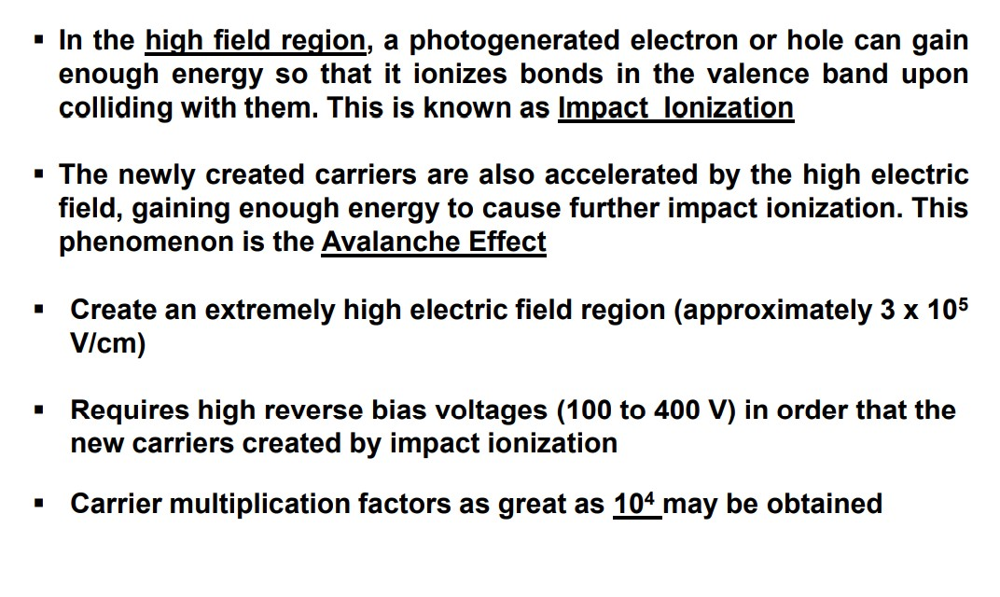 ▪ In the high field region, a photogenerated electron or hole can gain
enough energy so that it ionizes bonds in the valence band upon
colliding with them. This is known as Impact Ionization
▪ The newly created carriers are also accelerated by the high electric
field, gaining enough energy to cause further impact ionization. This
phenomenon is the Avalanche Effect
▪ Create an extremely high electric field region (approximately 3 x 10⁵
V/cm)
▪ Requires high reverse bias voltages (100 to 400 V) in order that the
new carriers created by impact ionization
▪ Carrier multiplication factors as great as 10⁴ may be obtained